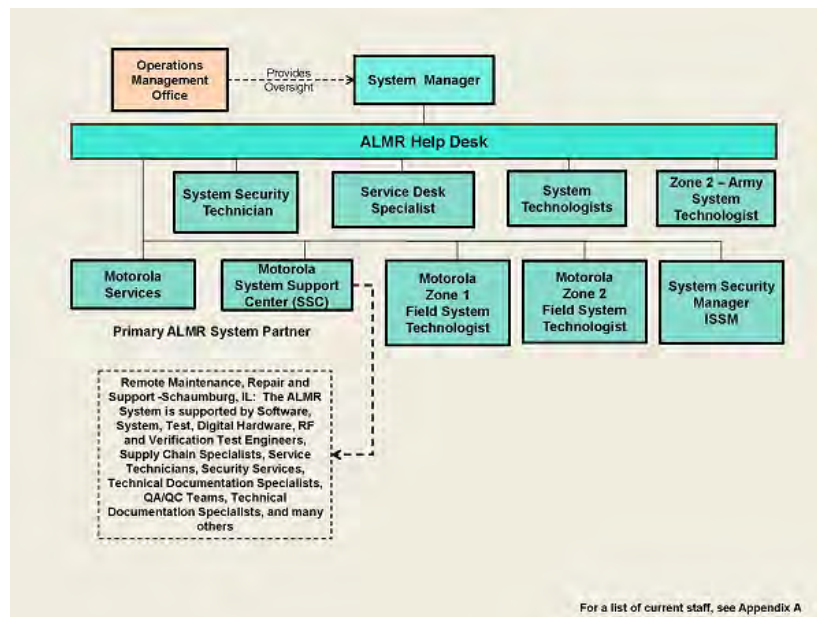 Operations
Management
Office
Provides
Oversight
System Manager
ALMR Help Desk
System Security
Technician
Service Desk
Specialist
System
Technologists
Zone 2 – Army
System
Technologist
Motorola
Services
Motorola
System Support
Center (SSC)
Motorola
Zone 1
Field System
Technologist
Motorola
Zone 2
Field System
Technologist
System Security
Manager
ISSM
Primary ALMR System Partner
Remote Maintenance, Repair and
Support -Schaumburg, IL: The ALMR
System is supported by Software,
System, Test, Digital Hardware, RF
and Verification Test Engineers,
Supply Chain Specialists, Service
Technicians, Security Services,
Technical Documentation Specialists,
QA/QC Teams, Technical
Documentation Specialists, and many
others
For a list of current staff, see Appendix A